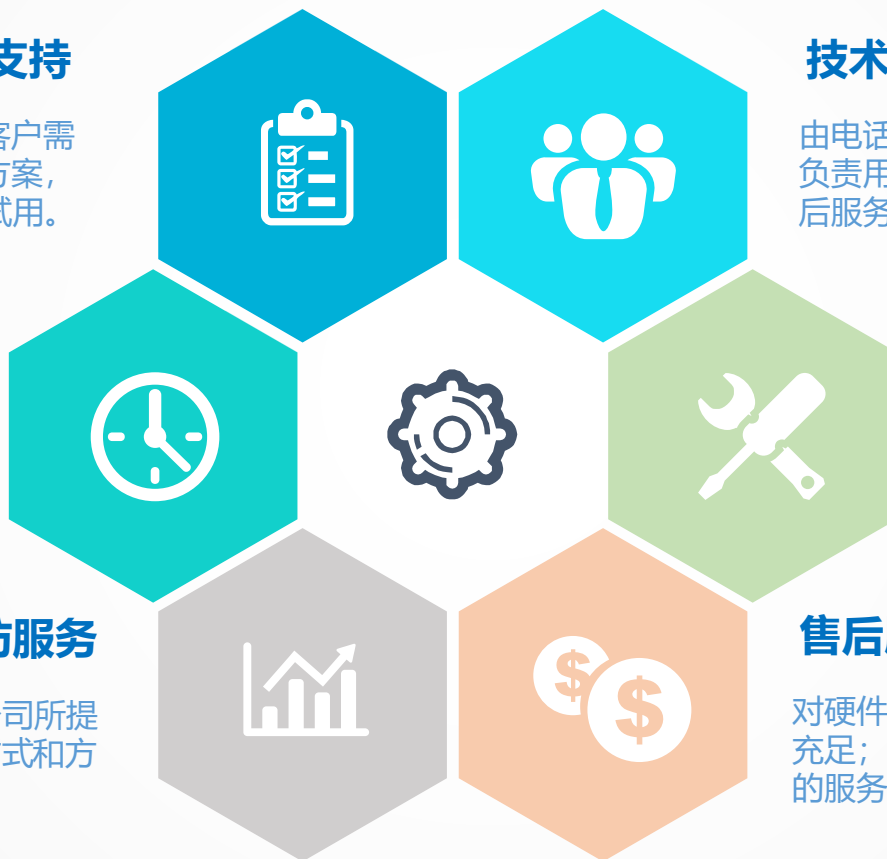 支持
客户需
方案，
试用。
技术
由电话
负责用
后服务
访服务
司所提
式和方
售后
对硬件
充足；
的服务
$
$